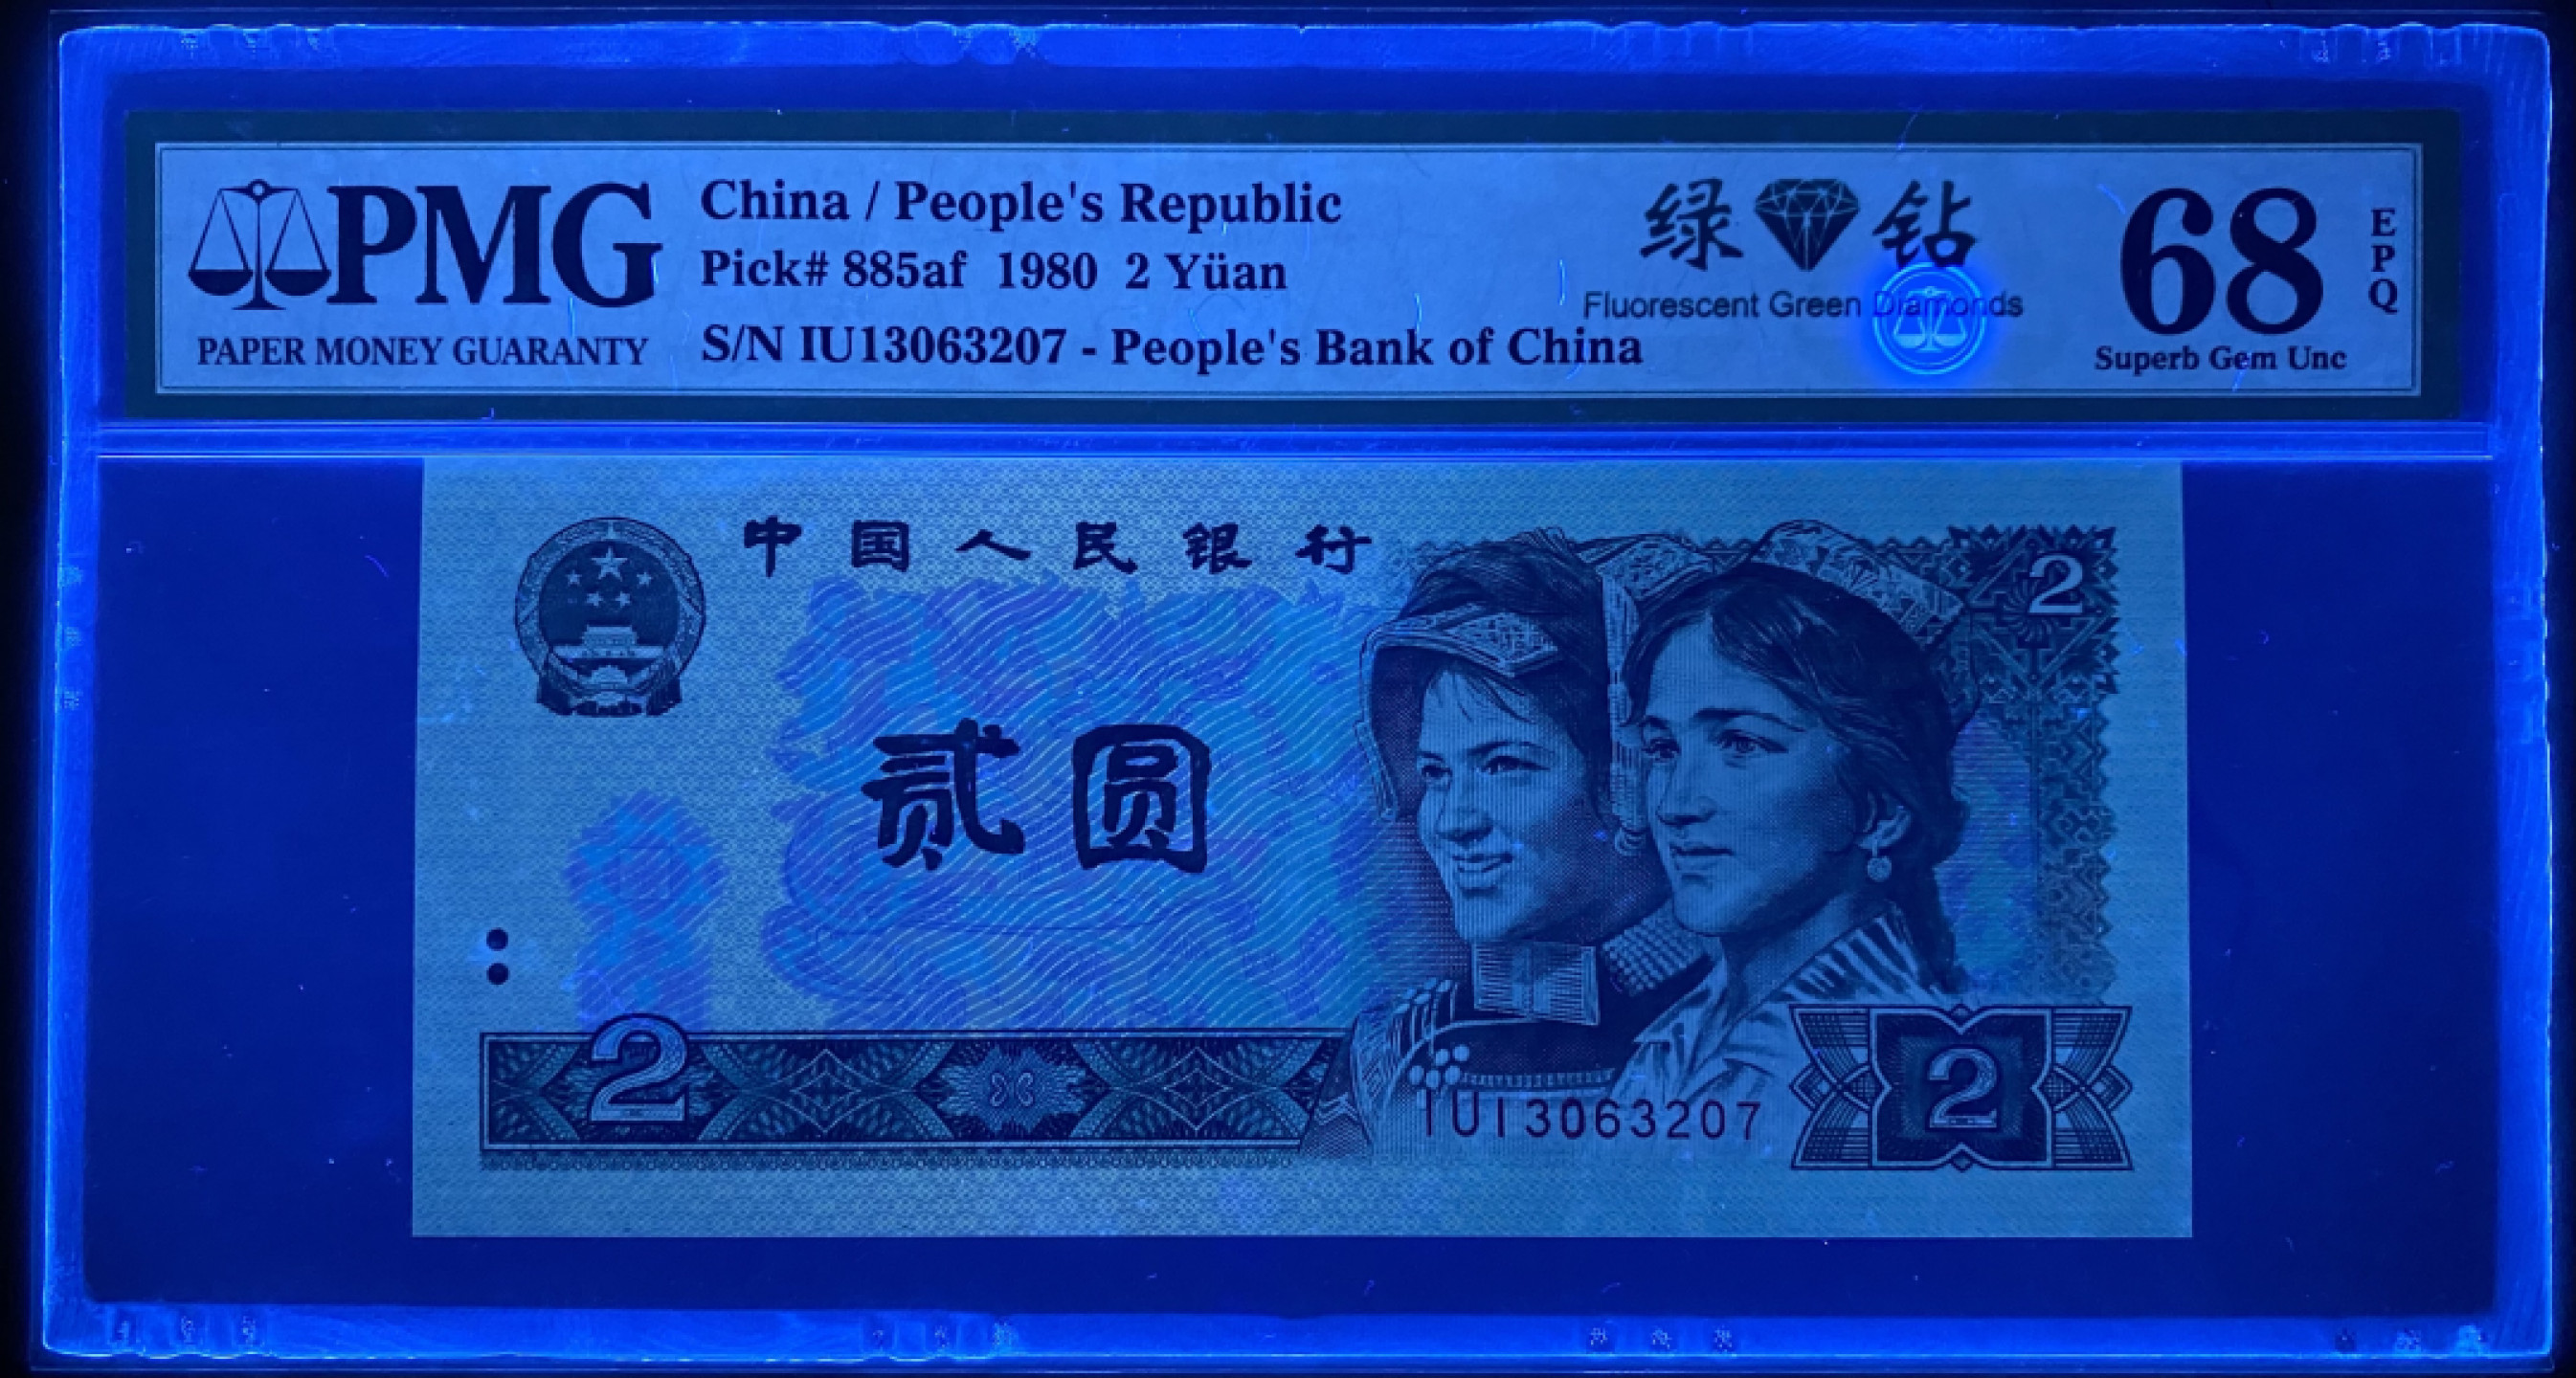 PMG
PAPER MONEY GUARANTY
China / People's Republic
Pick# 885af 1980 2 Yüan
S/N IU13063207 - People's Bank of China
绿钻
Fluorescent Green Diamonds
68
EPQ
Superb Gem Unc
中国人民银行
2
贰圆
2
IU13063207
2